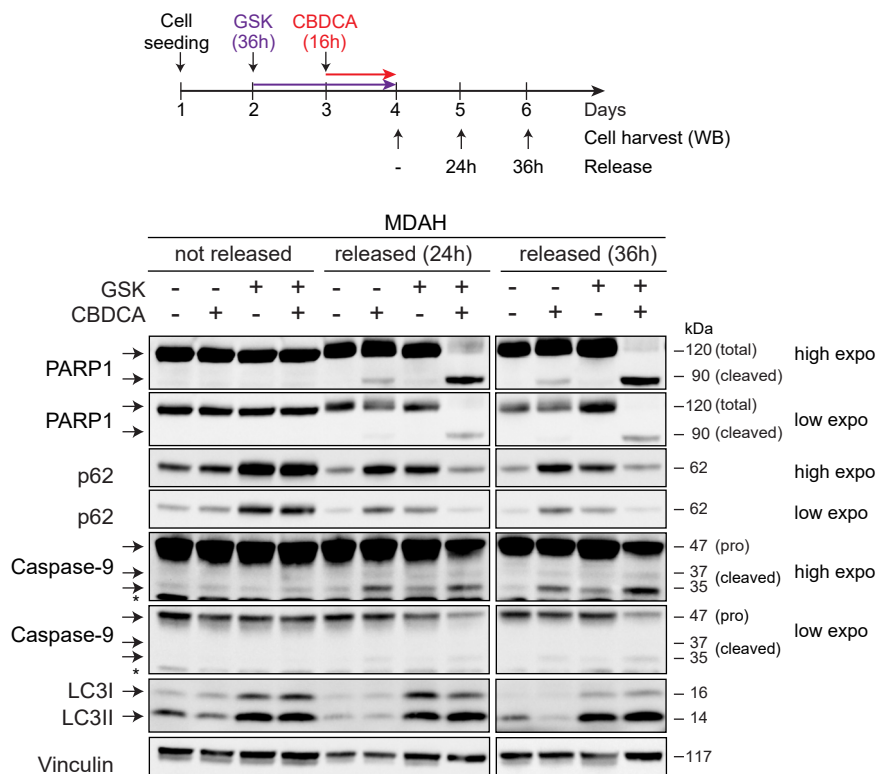 Cell seeding
GSK (36h)
CBDCA (16h)
1 2 3 4 5 6 Days
Cell harvest (WB)
- 24h 36h Release
MDAH
not released released (24h) released (36h)
GSK - - + + - - + + - - + +
CBDCA - + - + - + - + - + - +
kDa
PARP1 120 (total) high expo
90 (cleaved)
PARP1 120 (total) low expo
90 (cleaved)
p62 62 high expo
p62 62 low expo
Caspase-9 47 (pro) high expo
37 (cleaved)
35
*
Caspase-9 47 (pro) low expo
37 (cleaved)
35
*
LC3I 16
LC3II 14
Vinculin 117